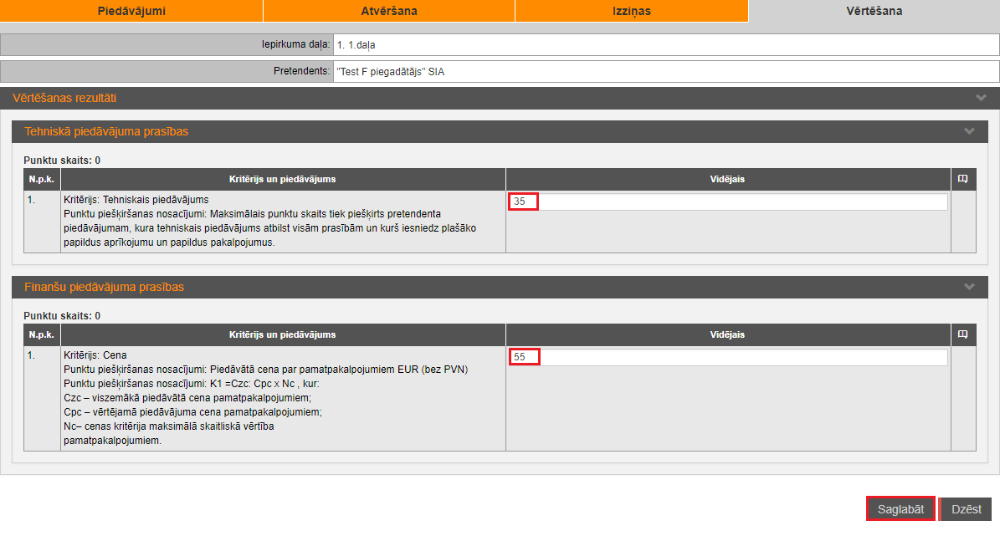 Piedāvājumi Atvēršana Izziņas Vērtēšana
Iepirkuma daļa: 1. 1.daļa
Pretendents: "Test F piegadātājs" SIA
Vērtēšanas rezultāti
Tehniskā piedāvājuma prasības
Punktu skaits: 0
N.p.k. Kritērijs un piedāvājums Vidējais
1. Kritērijs: Tehniskais piedāvājums 35
Punktu piešķiršanas nosacījumi: Maksimālais punktu skaits tiek piešķirts pretendenta
piedāvājumam, kura tehniskais piedāvājums atbilst visām prasībām un kurš iesniedz plašāko
papildus aprīkojumu un papildus pakalpojumus.
Finanšu piedāvājuma prasības
Punktu skaits: 0
N.p.k. Kritērijs un piedāvājums Vidējais
1. Kritērijs: Cena 55
Punktu piešķiršanas nosacījumi: Piedāvātā cena par pamatpakalpojumiem EUR (bez PVN)
Punktu piešķiršanas nosacījumi: K1 =Czc: Cpc x Nc , kur:
Czc – viszemākā piedāvātā cena pamatpakalpojumiem;
Cpc – vērtējamā piedāvājuma cena pamatpakalpojumiem;
Nc– cenas kritērija maksimālā skaitliskā vērtība
pamatpakalpojumiem.
Saglabāt Dzēst